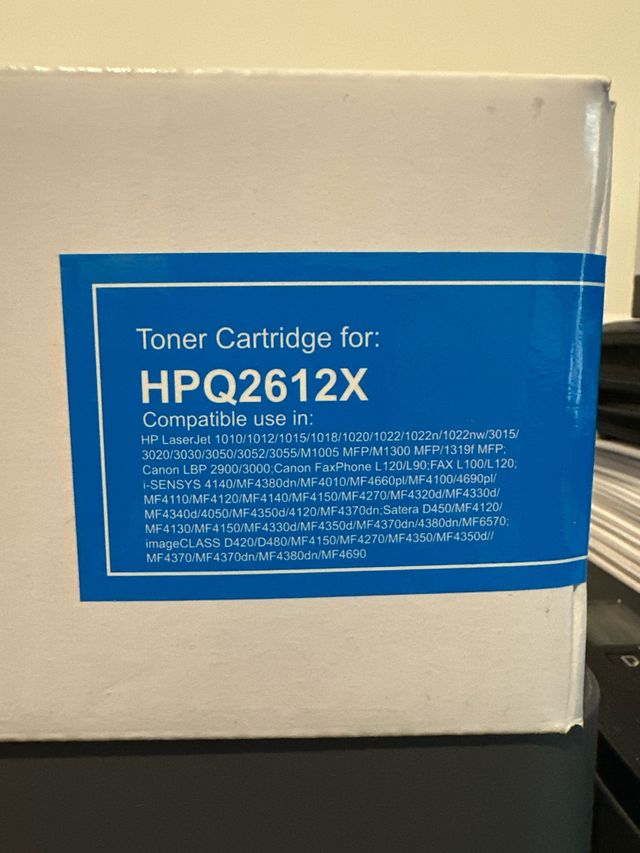 Toner Cartridge for:
HPQ2612X
Compatible use in:
HP LaserJet 1010/1012/1015/1018/1020/1022/1022n/1022nw/3015/
3020/3030/3050/3052/3055/M1005 MFP/M1300 MFP/1319f MFP;
Canon LBP 2900/3000;Canon FaxPhone L120/L90;FAX L100/L120;
i-SENSYS 4140/MF4380dn/MF4010/MF4660pl/MF4100/4690pl/
MF4110/MF4120/MF4140/MF4150/MF4270/MF4320d/MF4330d/
MF4340d/4050/MF4350d/4120/MF4370dn;Satera D450/MF4120/
MF4130/MF4150/MF4330d/MF4350d/MF4370dn/4380dn/MF6570;
imageCLASS D420/D480/MF4150/MF4270/MF4350/MF4350d//
MF4370/MF4370dn/MF4380dn/MF4690
D